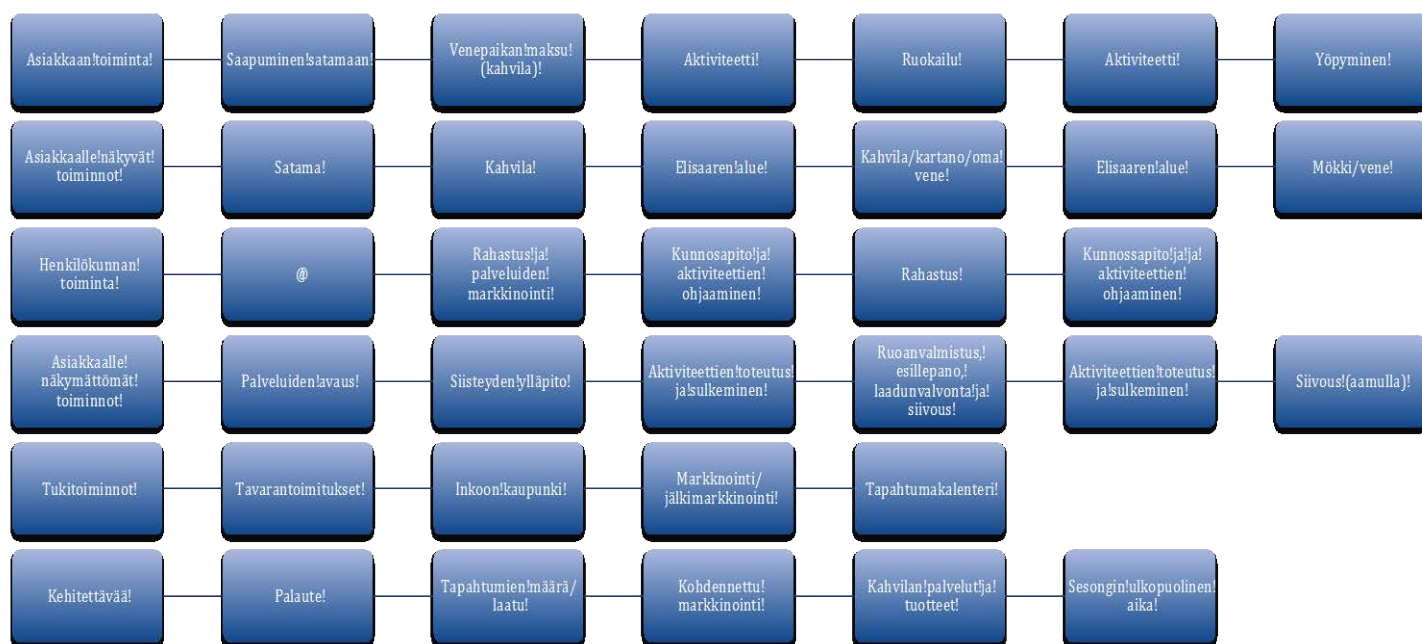 Asiakkaan!toiminta!
Saapuminen!satamaan!
Venepaikan!maksu!
(kahvila)!
Aktiviteetti!
Ruokailu!
Aktiviteetti!
Yöpyminen!
Asiakkaalle!näkyvät!
toiminnot!
Satama!
Kahvila!
Elisaaren!alue!
Kahvila/kartano/oma!
vene!
Elisaaren!alue!
Mökki/vene!
Henkilökunnan!
toiminta!
@
Rahastus!ja!
palveluiden!
markkinointi!
Kunnosapito!ja!
aktiviteettien!
ohjaaminen!
Rahastus!
Kunnossapito!ja!ja!
aktiviteettien!
ohjaaminen!
Asiakkaalle!
näkymättömät!
toiminnot!
Palveluiden!avaus!
Siisteyden!ylläpito!
Aktiviteettien!toteutus!
ja!sulkeminen!
Ruoanvalmistus,!
esillepano,!
laadunvalvonta!ja!
siivous!
Aktiviteettien!toteutus!
ja!sulkeminen!
Siivous!(aamulla)!
Tukitoiminnot!
Tavarantoimitukset!
Inkoon!kaupunki!
Markknointi/
jälkimarkkinointi!
Tapahtumakalenteri!
Kehitettävää!
Palaute!
Tapahtumien!määrä/
laatu!
Kohdennettu!
markkinointi!
Kahvilan!palvelut!ja!
tuotteet!
Sesongin!ulkopuolinen!
aika!